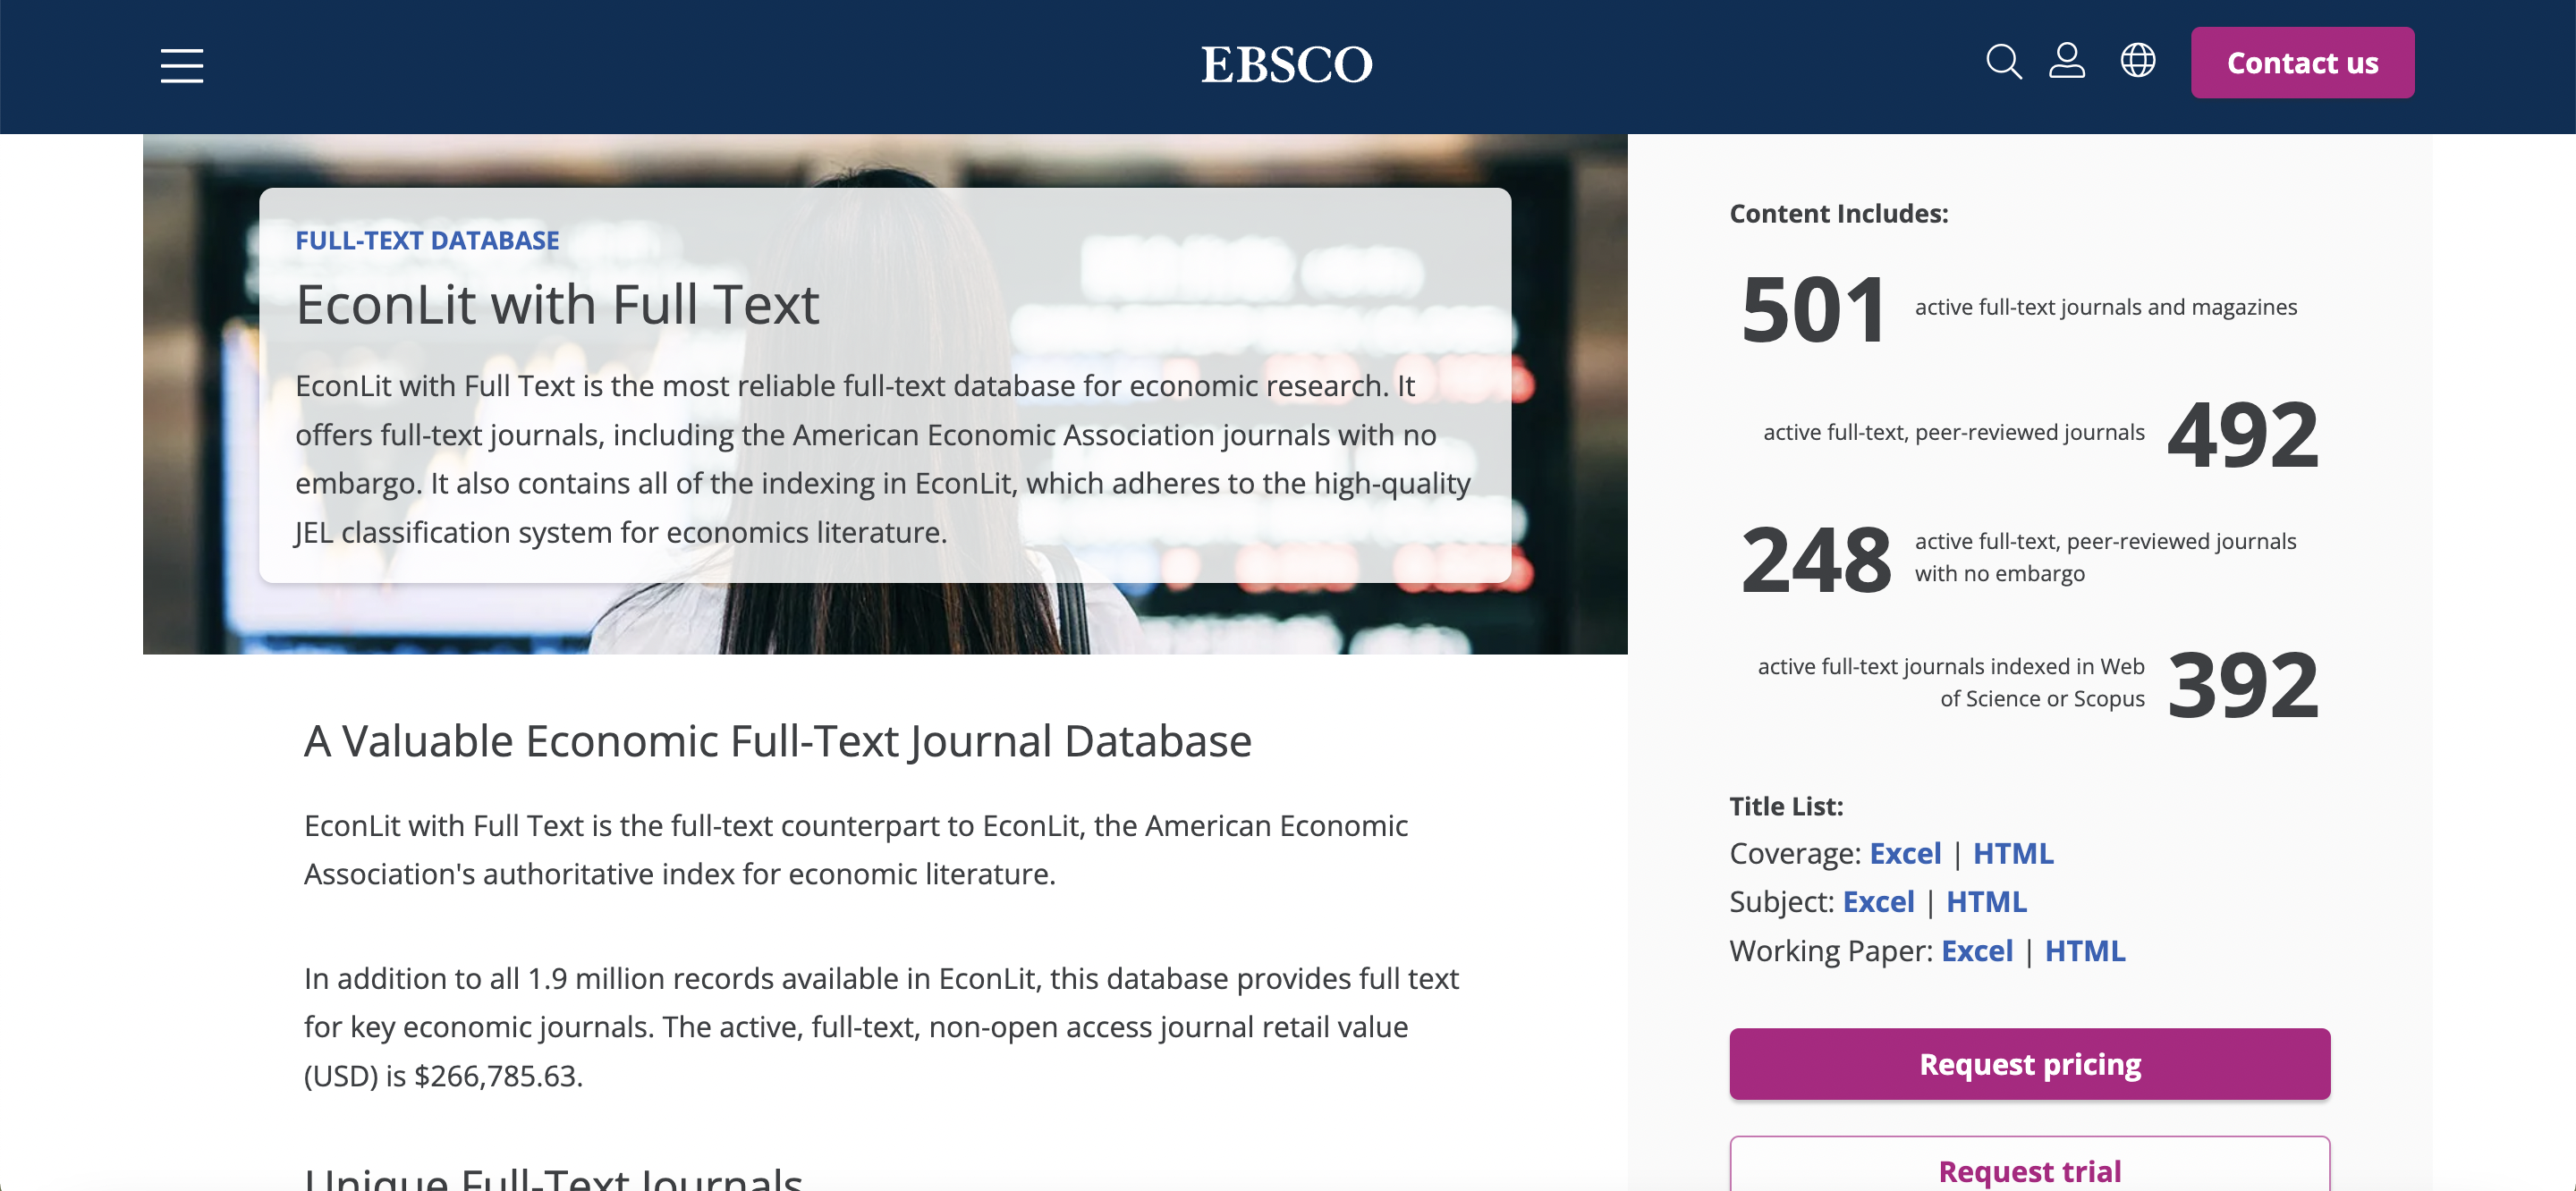 EBSCO
Contact us
FULL-TEXT DATABASE
EconLit with Full Text
EconLit with Full Text is the most reliable full-text database for economic research. It
offers full-text journals, including the American Economic Association journals with no
embargo. It also contains all of the indexing in EconLit, which adheres to the high-quality
JEL classification system for economics literature.
A Valuable Economic Full-Text Journal Database
EconLit with Full Text is the full-text counterpart to EconLit, the American Economic
Association's authoritative index for economic literature.
In addition to all 1.9 million records available in EconLit, this database provides full text
for key economic journals. The active, full-text, non-open access journal retail value
(USD) is $266,785.63.
Unique Full-Text Journals
Content Includes:
501 active full-text journals and magazines
active full-text, peer-reviewed journals 492
248 active full-text, peer-reviewed journals
with no embargo
active full-text journals indexed in Web
of Science or Scopus 392
Title List:
Coverage: Excel | HTML
Subject: Excel | HTML
Working Paper: Excel | HTML
Request pricing
Request trial